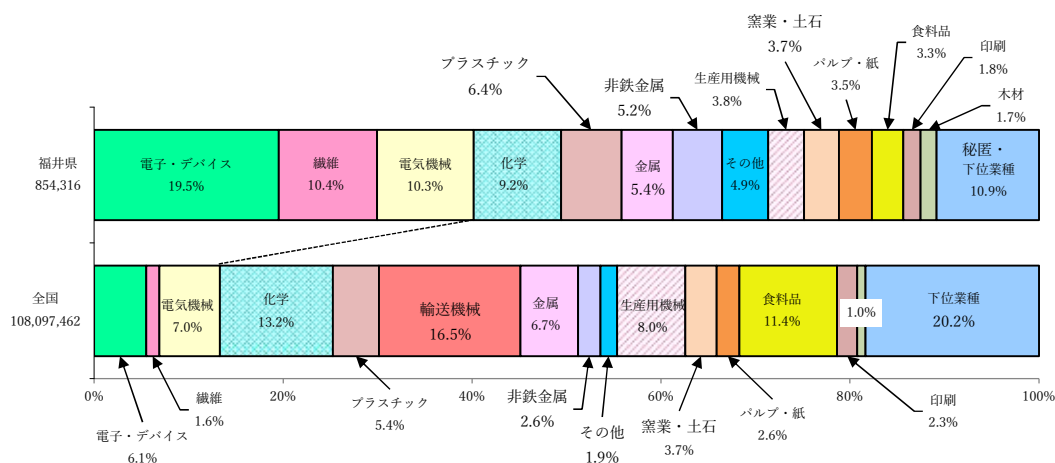 窯業・土石
3.7%
食料品
3.3%
印刷
1.8%
プラスチック
6.4%
非鉄金属
5.2%
生産用機械
3.8%
パルプ・紙
3.5%
木材
1.7%
福井県
854,316
電子・デバイス
19.5%
繊維
10.4%
電気機械
10.3%
化学
9.2%
金属
5.4%
その他
4.9%
秘匿・
下位業種
10.9%
全国
108,097,462
電気機械
7.0%
化学
13.2%
輸送機械
16.5%
金属
6.7%
生産用機械
8.0%
食料品
11.4%
1.0%
下位業種
20.2%
0%
20%
40%
60%
80%
100%
電子・デバイス
6.1%
繊維
1.6%
プラスチック
5.4%
非鉄金属
2.6%
その他
1.9%
窯業・土石
3.7%
パルプ・紙
2.6%
印刷
2.3%